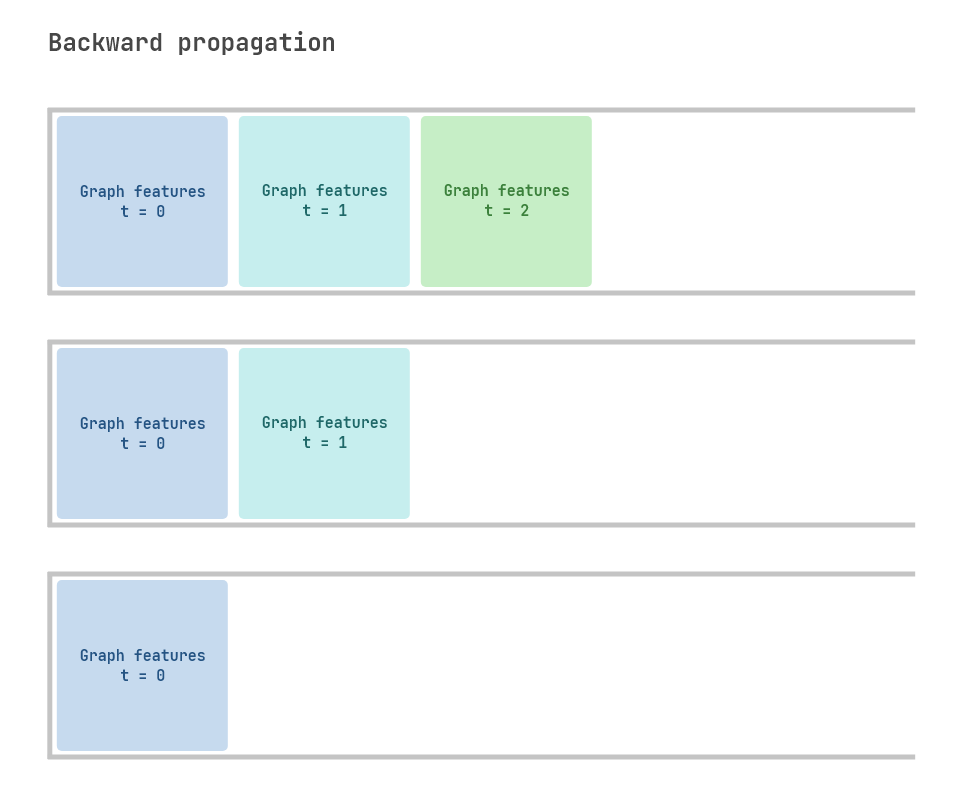 Backward propagation
Graph features
t = 0
Graph features
t = 1
Graph features
t = 2
Graph features
t = 0
Graph features
t = 1
Graph features
t = 0